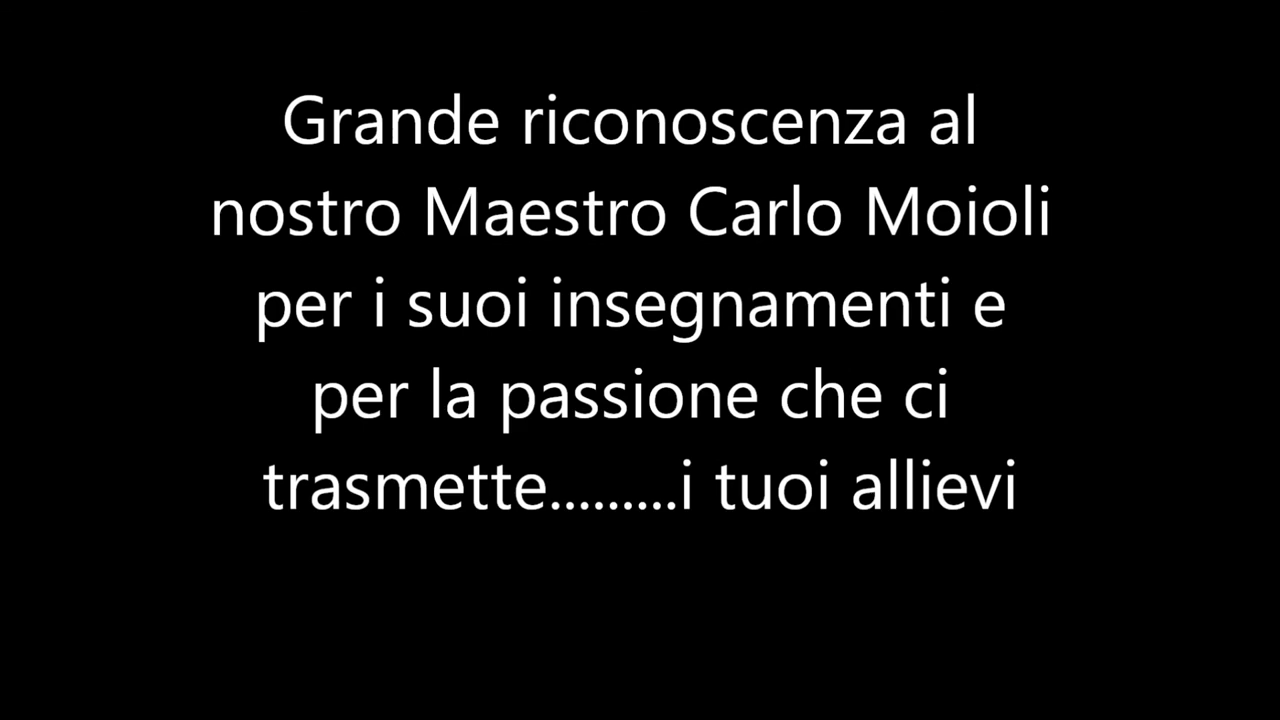 Grande riconoscenza al
nostro Maestro Carlo Moioli
per i suoi insegnamenti e
per la passione che ci
trasmette.........i tuoi allievi